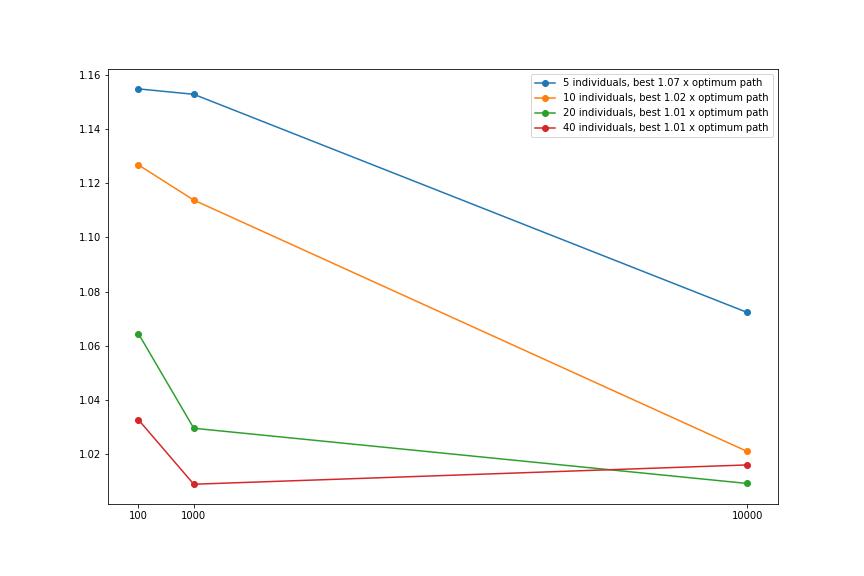 1.16
1.14
1.12
1.10
1.08
1.06
1.04
1.02
100
1000
10000
5 individuals, best 1.07 x optimum path
10 individuals, best 1.02 x optimum path
20 individuals, best 1.01 x optimum path
40 individuals, best 1.01 x optimum path